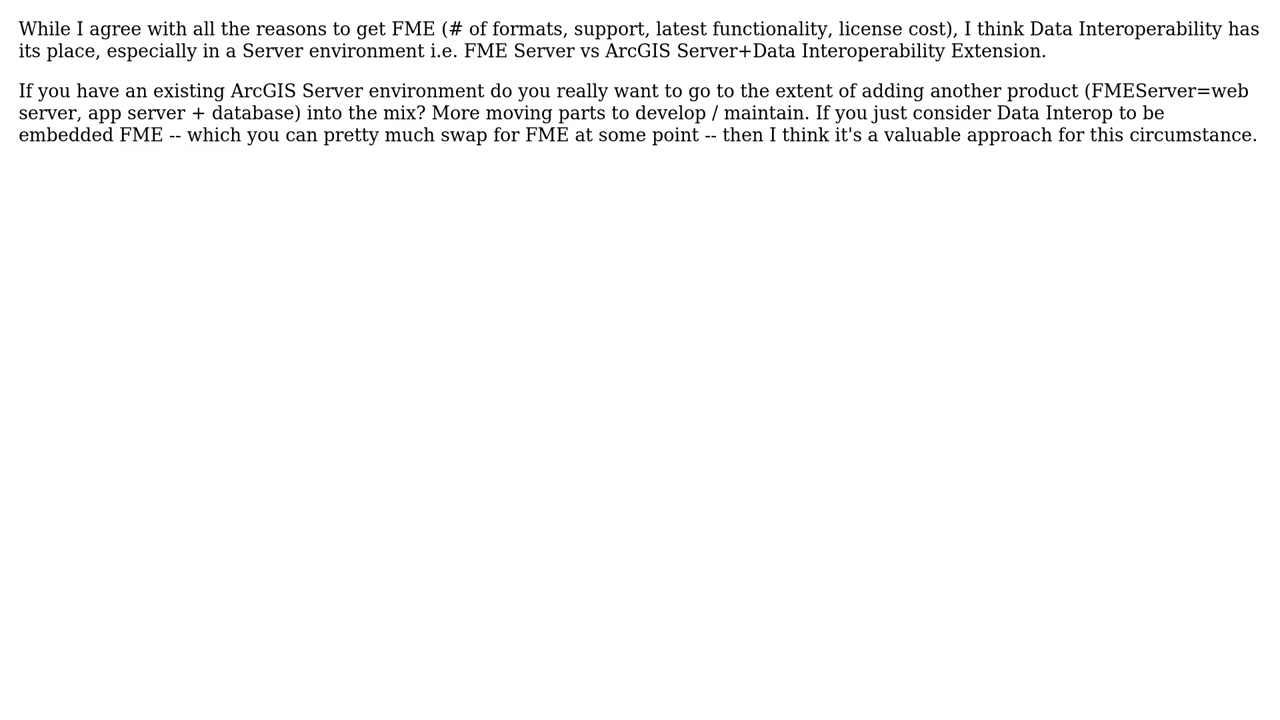 While I agree with all the reasons to get FME (# of formats, support, latest functionality, license cost), I think Data Interoperability has
its place, especially in a Server environment i.e. FME Server vs ArcGIS Server+Data Interoperability Extension.
If you have an existing ArcGIS Server environment do you really want to go to the extent of adding another product (FMEServer=web
server, app server + database) into the mix? More moving parts to develop / maintain. If you just consider Data Interop to be
embedded FME -- which you can pretty much swap for FME at some point -- then I think it's a valuable approach for this circumstance.